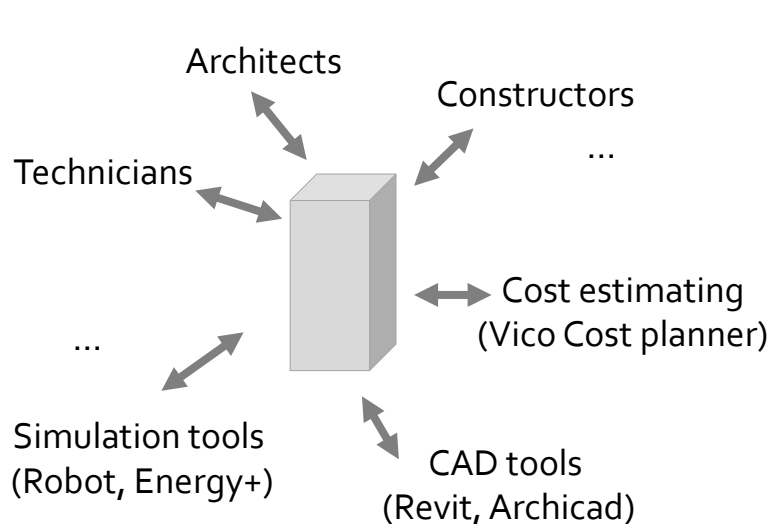 Architects
Constructors
...
Technicians
Cost estimating
(Vico Cost planner)
...
Simulation tools
(Robot, Energy+)
CAD tools
(Revit, Archicad)